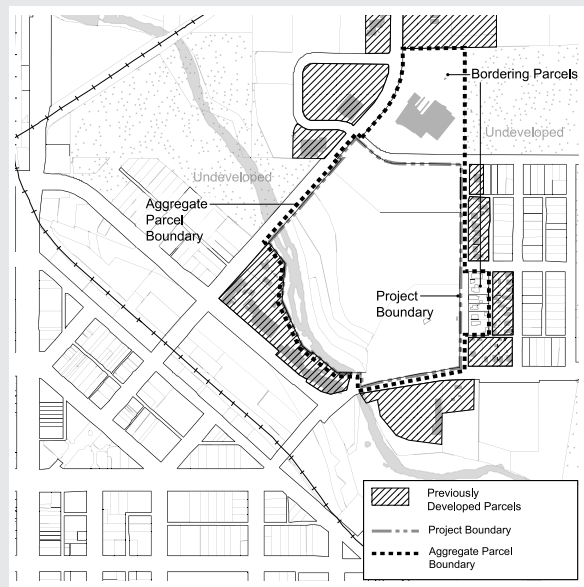 Bordering Parcels
Undeveloped
Undeveloped
Aggregate
Parcel
Boundary
Project
Boundary
Previously
Developed Parcels
Project Boundary
Aggregate Parcel
Boundary